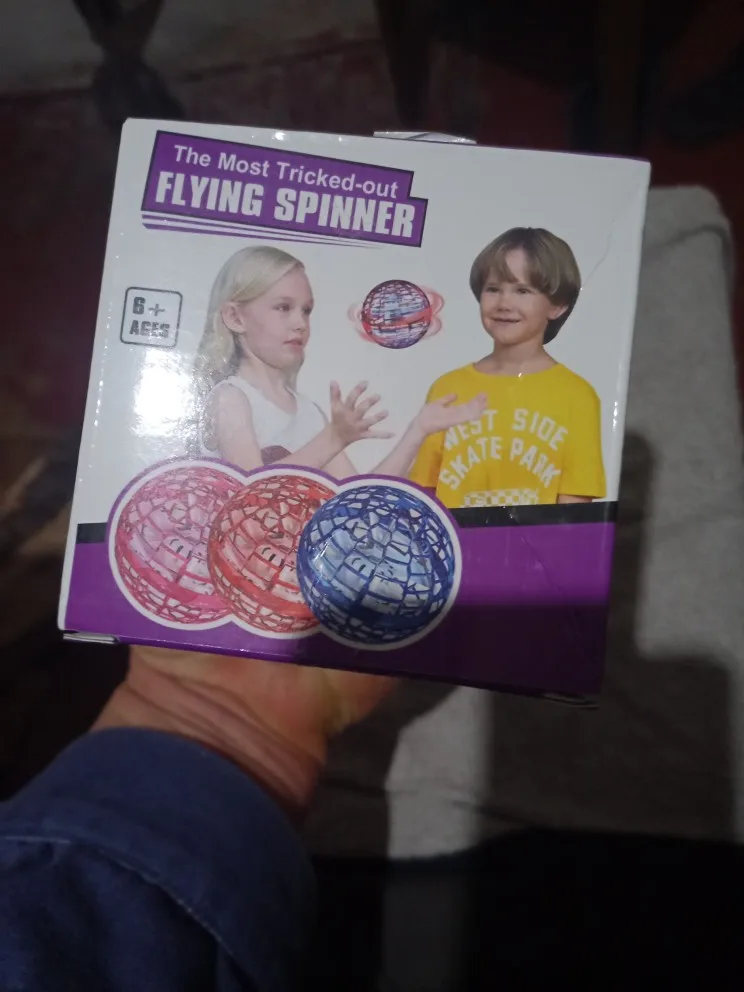 The Most Tricked-out
FLYING SPINNER
6+
AGES
WEST SIDE
SKATE PARK